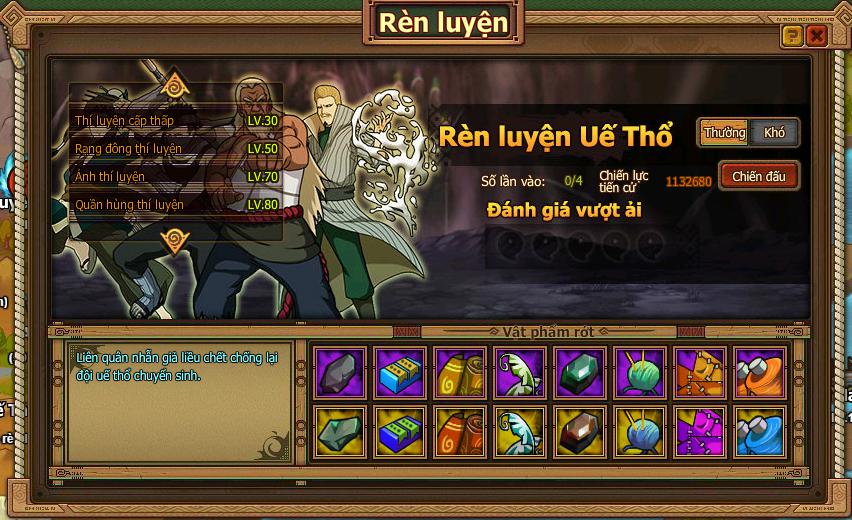 Rèn luyện
?
Thí luyện cấp thấp LV.30
Rạng đông thí luyện LV.50
Ảnh thí luyện LV.70
Quần hùng thí luyện LV.80
Rèn luyện Uế Thổ
Thường Khó
Số lần vào: 0/4
Chiến lực
tiến cử 1132680
Chiến đấu
Đánh giá vượt ải
Vật phẩm rớt
Liên quân nhẫn giả liều chết chống lại
đội uế thổ chuyển sinh.